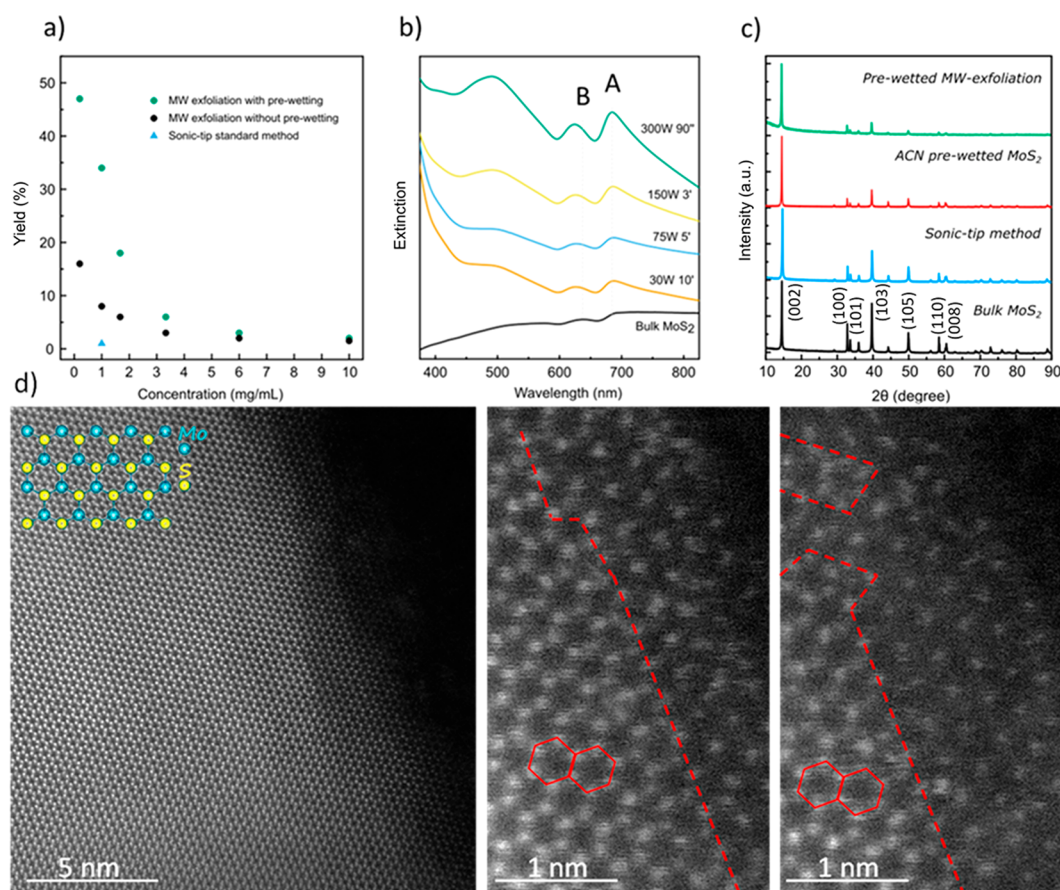 a)
50
40
30
20
10
0
Yield (%)
0 1 2 3 4 5 6 7 8 9 10
Concentration (mg/mL)
MW exfoliation with pre-wetting
MW exfoliation without pre-wetting
Sonic-tip standard method
b)
Extinction
B
A
300W 90"
150W 3'
75W 5'
30W 10'
Bulk MoS2
400 500 600 700 800
Wavelength (nm)
c)
Intensity (a.u.)
Pre-wetted MW-exfoliation
ACN pre-wetted MoS2
Sonic-tip method
Bulk MoS2
(002)
(100)
(101)
(103)
(105)
(110)
(008)
10 20 30 40 50 60 70 80 90
2θ (degree)
d)
Mo
S
5 nm
1 nm
1 nm